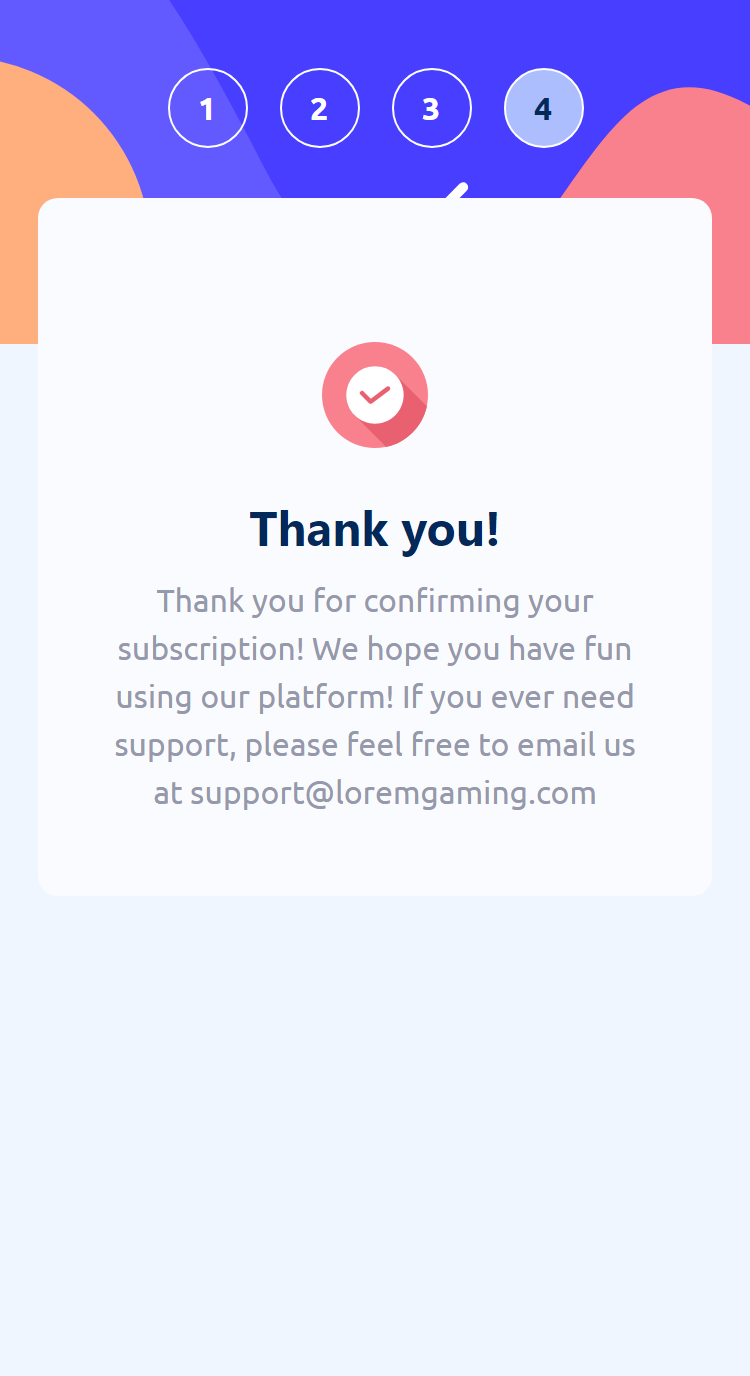 1 2 3 4
Thank you!
Thank you for confirming your
subscription! We hope you have fun
using our platform! If you ever need
support, please feel free to email us
at support@loremgaming.com